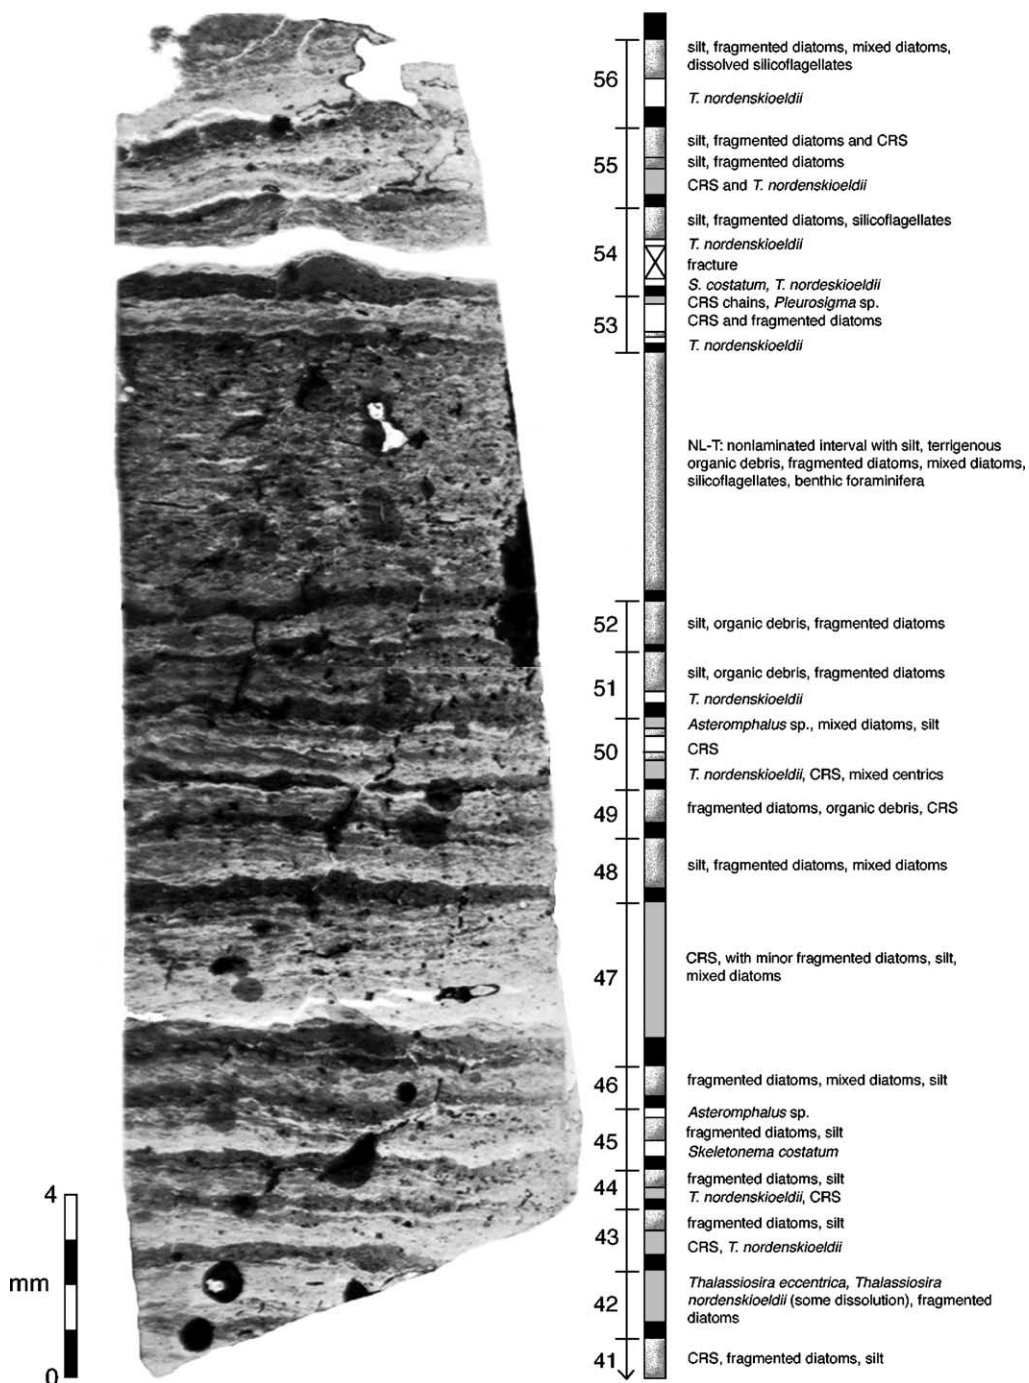 silt, fragmented diatoms, mixed diatoms,
dissolved silicoflagellates
56
T. nordenskioeldii
silt, fragmented diatoms and CRS
55
silt, fragmented diatoms
CRS and T. nordenskioeldii
silt, fragmented diatoms, silicoflagellates
T. nordenskioeldii
54
fracture
S. costatum, T. nordeskioeldii
CRS chains, Pleurosigma sp.
53
CRS and fragmented diatoms
T. nordenskioeldii
NL-T: nonlaminated interval with silt, terrigenous
organic debris, fragmented diatoms, mixed diatoms,
silicoflagellates, benthic foraminifera
52
silt, organic debris, fragmented diatoms
silt, organic debris, fragmented diatoms
51
T. nordenskioeldii
Asteromphalus sp., mixed diatoms, silt
50
CRS
T. nordenskioeldii, CRS, mixed centrics
49
fragmented diatoms, organic debris, CRS
48
silt, fragmented diatoms, mixed diatoms
47
CRS, with minor fragmented diatoms, silt,
mixed diatoms
46
fragmented diatoms, mixed diatoms, silt
Asteromphalus sp.
45
fragmented diatoms, silt
Skeletonema costatum
44
fragmented diatoms, silt
T. nordenskioeldii, CRS
43
fragmented diatoms, silt
CRS, T. nordenskioeldii
42
Thalassiosira eccentrica, Thalassiosira
nordenskioeldii (some dissolution), fragmented
diatoms
41
CRS, fragmented diatoms, silt
4
mm
0